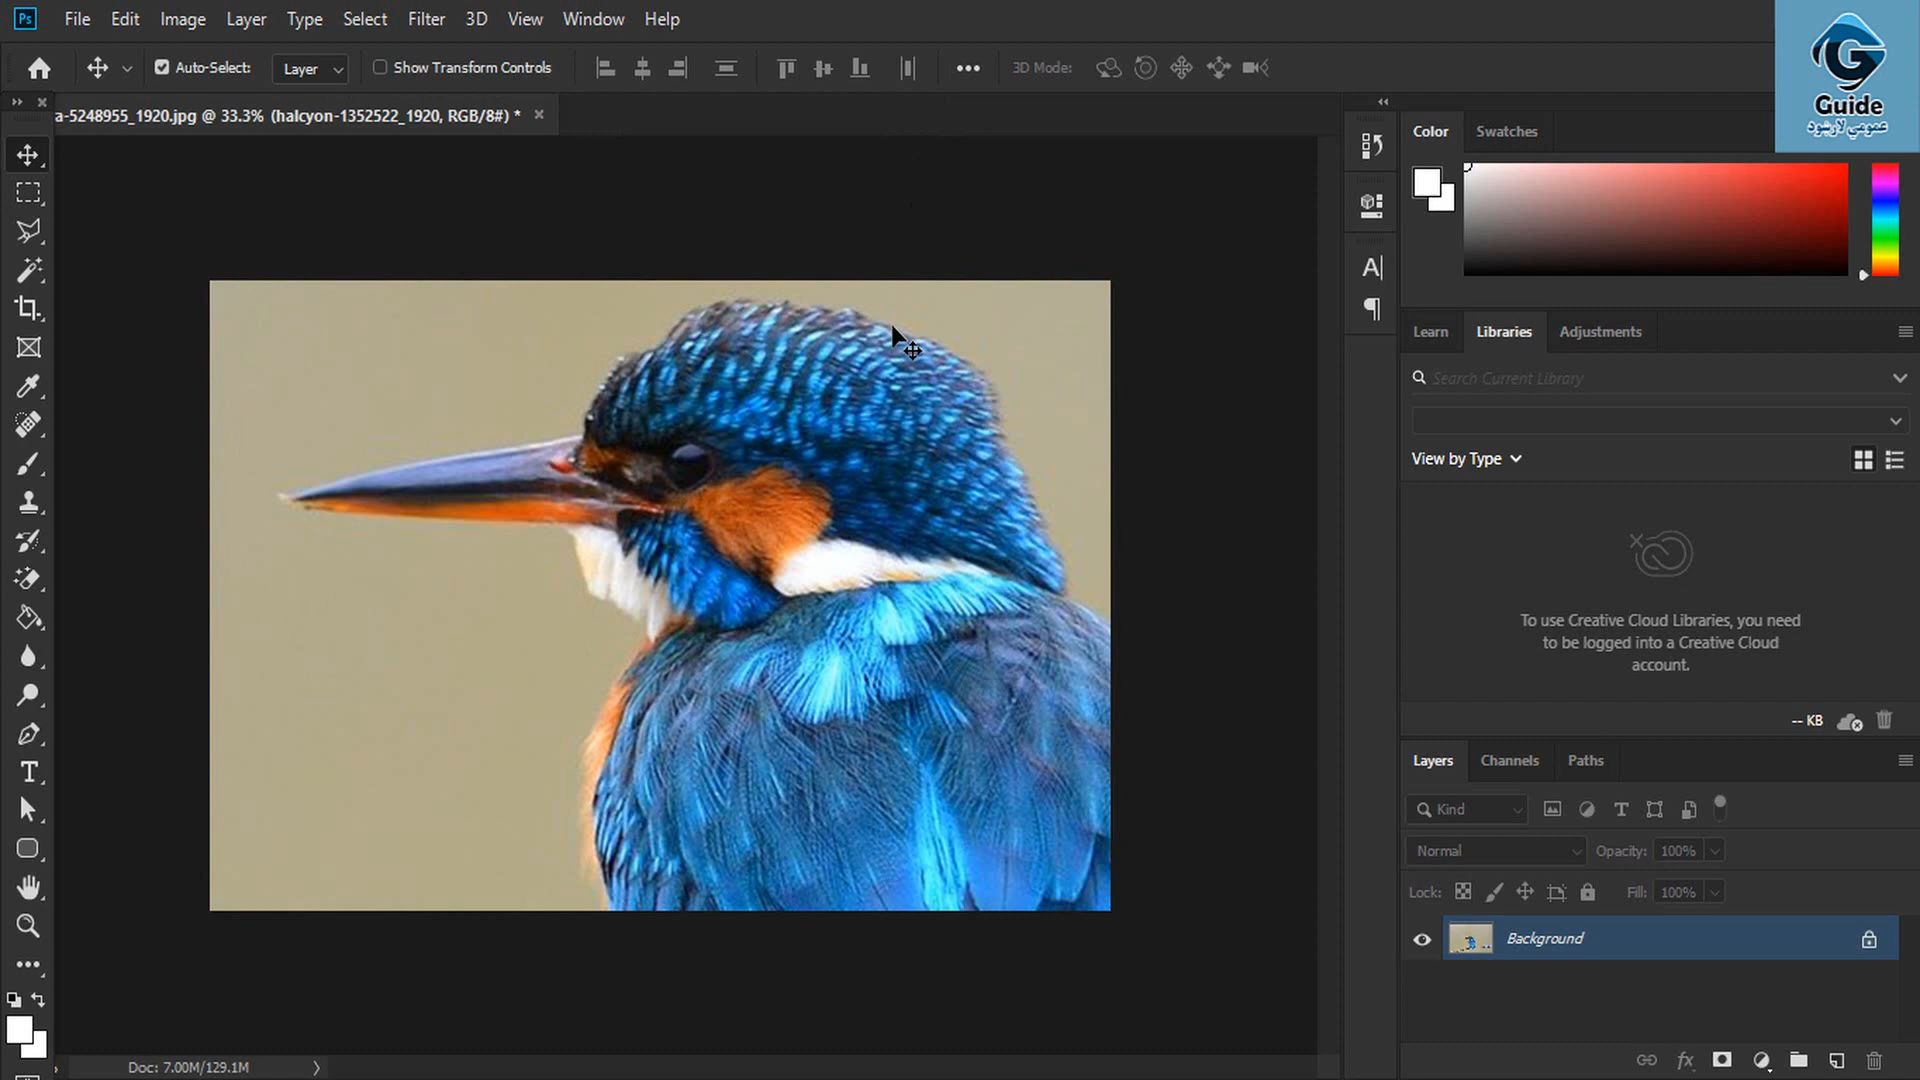 Ps File Edit Image Layer Type Select Filter 3D View Window Help
Auto-Select: Layer Show Transform Controls 3D Mode:
a-5248955_1920.jpg @ 33.3% (halcyon-1352522_1920, RGB/8#) *
Guide
Color Swatches
Learn Libraries Adjustments
Search Current Library
View by Type
To use Creative Cloud Libraries, you need
to be logged into a Creative Cloud
account.
-- KB
Layers Channels Paths
Kind
Normal Opacity: 100%
Lock: Fill: 100%
Background
Doc: 7.00M/129.1M